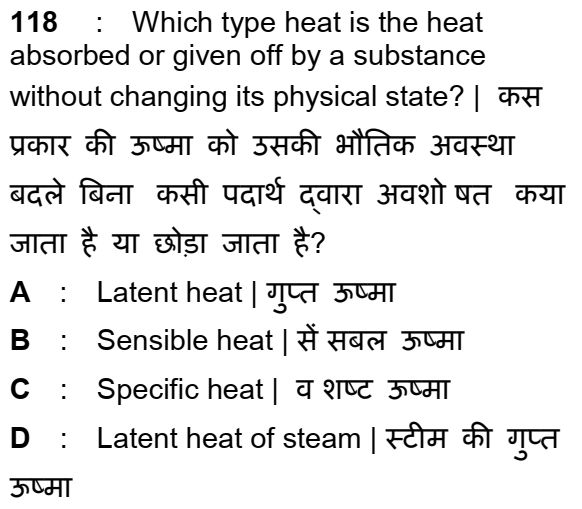 118 : Which type heat is the heat
absorbed or given off by a substance
without changing its physical state? | कस
प्रकार की ऊष्मा को उसकी भौतिक अवस्था
बदले बिना कसी पदार्थ द्वारा अवशो षत कया
जाता है या छोड़ा जाता है?
A : Latent heat | गुप्त ऊष्मा
B : Sensible heat | सें सबल ऊष्मा
C : Specific heat | व शष्ट ऊष्मा
D : Latent heat of steam | स्टीम की गुप्त
ऊष्मा